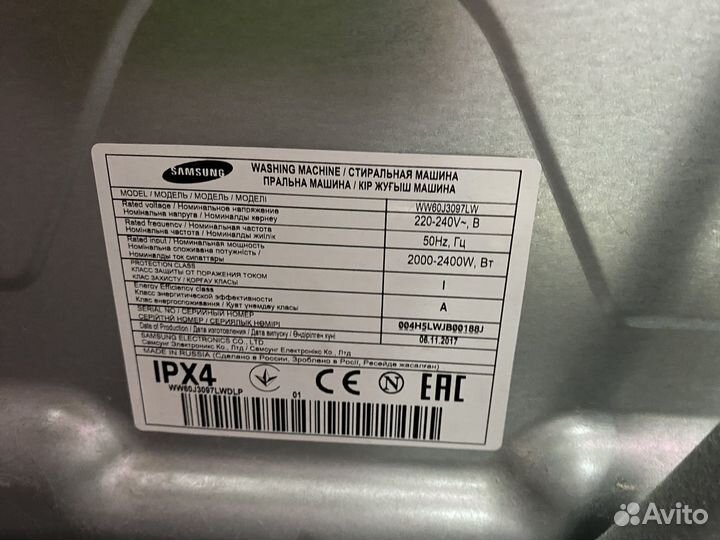 SAMSUNG
WASHING MACHINE / СТИРАЛЬНАЯ МАШИНА
ПРАЛЬНА МАШИНА / КІР ЖУҒЫШ МАШИНА
MODEL / МОДЕЛЬ / МОДЕЛЬ / МОДЕЛІ
WW60J3097LW
Rated voltage / Номинальное напряжение
Номінальна напруга / Номиналды кернеу
220-240V~, В
Rated frequency / Номинальная частота
Номінальна частота / Номиналды жиілік
50Hz, Гц
Rated input / Номинальная мощность
Номінальна споживана потужність /
Номиналды ток сипаттары
2000-2400W, Вт
PROTECTION CLASS
КЛАСС ЗАЩИТЫ ОТ ПОРАЖЕНИЯ ТОКОМ
КЛАС ЗАХИСТУ / ҚОРҒАУ КЛАСЫ
I
Energy Efficiency class
Класс энергетической эффективности
Клас енергоспоживання / Қуат үнемдеу класы
A
SERIAL NO / СЕРИЙНЫЙ НОМЕР
СЕРІЙНИЙ НОМЕР / СЕРИЯЛЫҚ НӨМІРІ
004H5LWJB00188J
Date of Production / Дата изготовления / Дата випуску / Өндірілген күні
06.11.2017
SAMSUNG ELECTRONICS CO., LTD
Самсунг Электроникс Ко., Лтд / Самсунг Електронікс Ко., Лтд
MADE IN RUSSIA (Сделано в России, Зроблено в Росії, Ресейде жасалған)
IPX4
CE
N
EAC
WW60J3097LWDLP
01
Avito